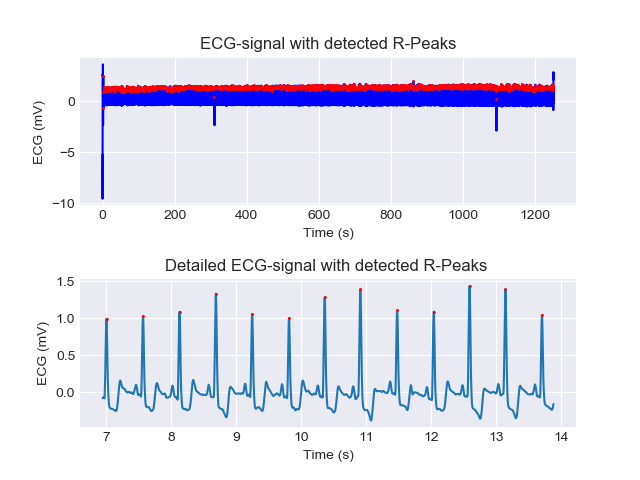 ECG-signal with detected R-Peaks
0
−5
−10
ECG (mV)
0 200 400 600 800 1000 1200
Time (s)
Detailed ECG-signal with detected R-Peaks
1.5
1.0
0.5
0.0
ECG (mV)
7 8 9 10 11 12 13 14
Time (s)